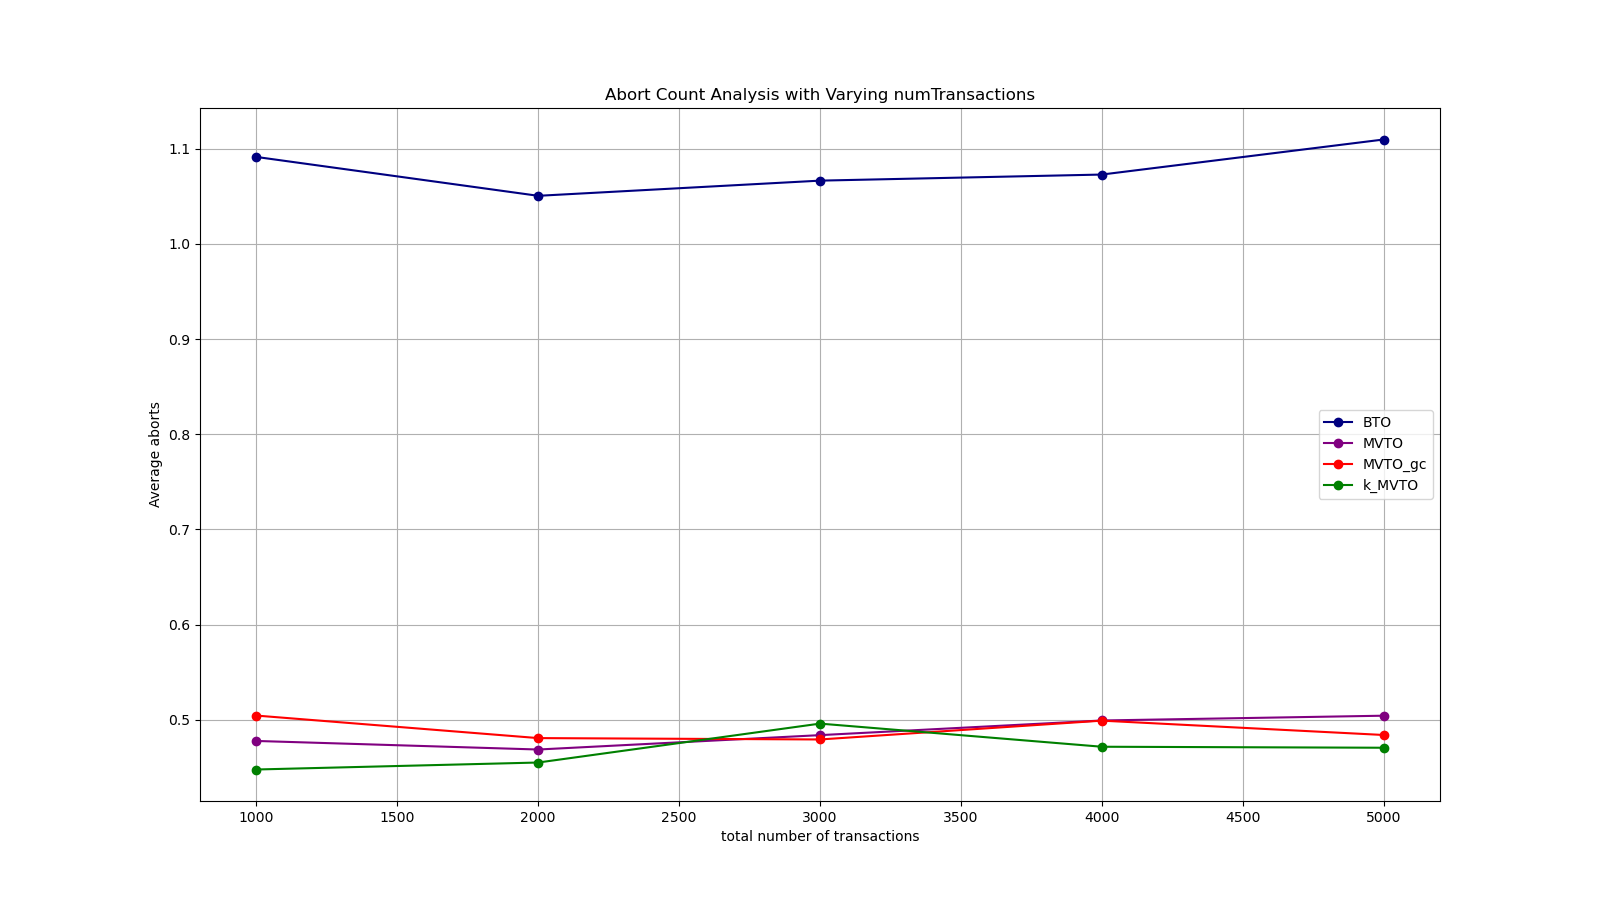 Abort Count Analysis with Varying numTransactions
1.1
1.0
0.9
0.8
0.7
0.6
0.5
Average aborts
BTO
MVTO
MVTO_gc
k_MVTO
1000 1500 2000 2500 3000 3500 4000 4500 5000
total number of transactions